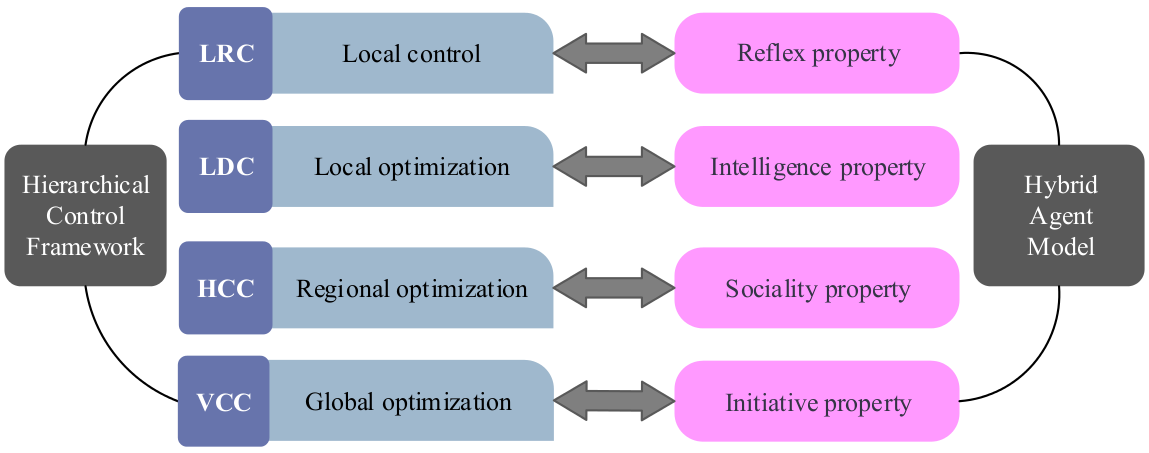 LRC Local control Reflex property
LDC Local optimization Intelligence property
Hierarchical
Control
Framework
Hybrid
Agent
Model
HCC Regional optimization Sociality property
VCC Global optimization Initiative property